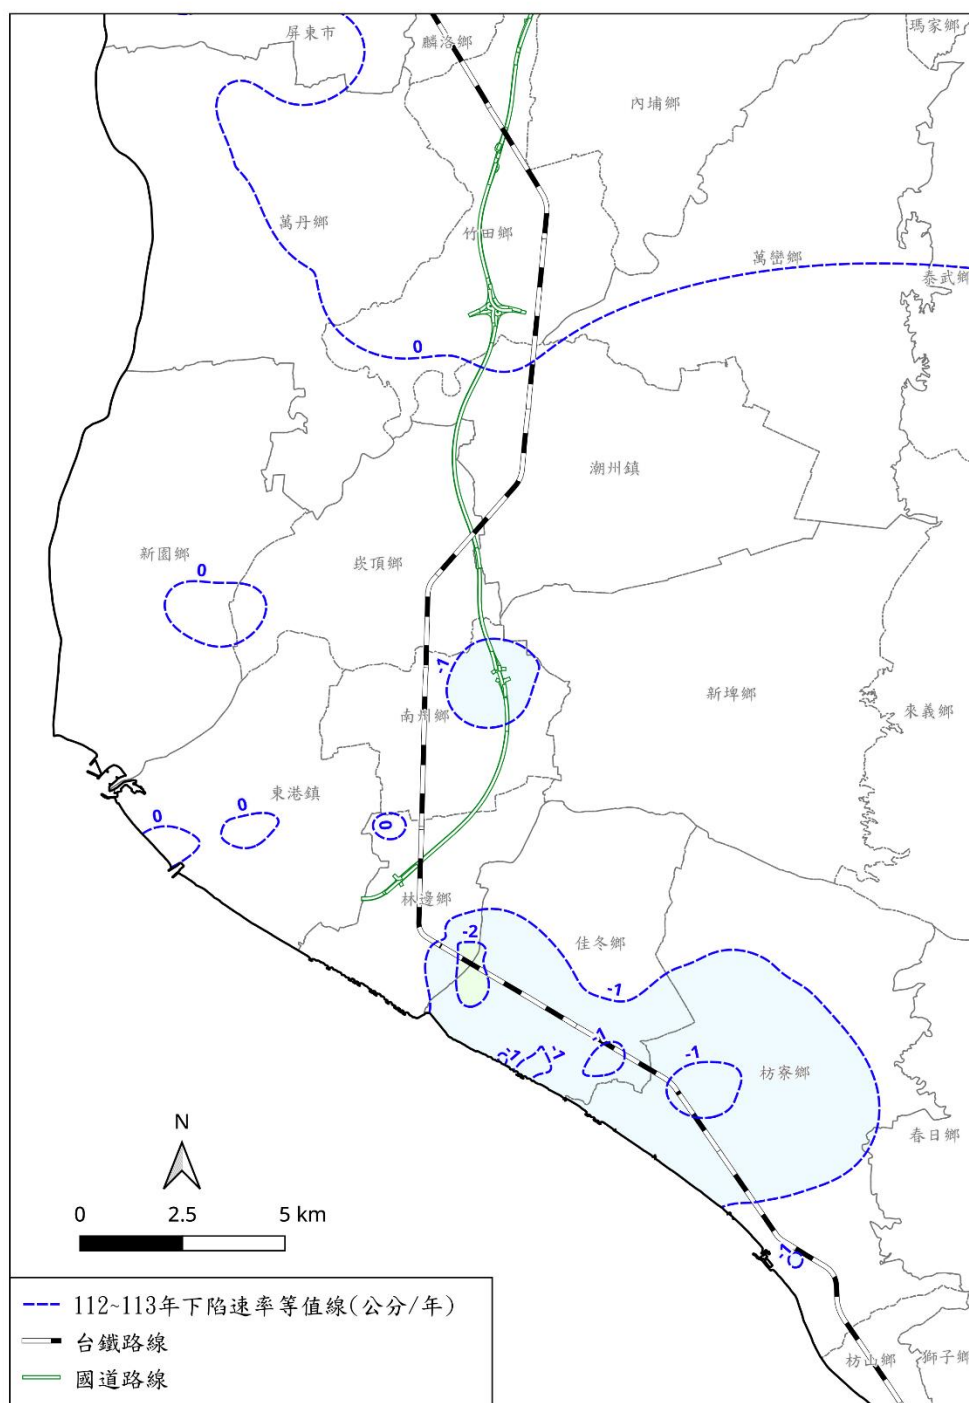 屏東市
麟洛鄉
瑪家鄉
內埔鄉
萬丹鄉
竹田鄉
萬巒鄉
泰武鄉
0
潮州鎮
新園鄉
崁頂鄉
0
-1
南州鄉
新埤鄉
來義鄉
東港鎮
0
0
0
林邊鄉
-2
佳冬鄉
-1
-1
-1
-1
-1
枋寮鄉
春日鄉
N
0 2.5 5 km
-1
112~113年下陷速率等值線(公分/年)
台鐵路線
國道路線
枋山鄉
獅子鄉